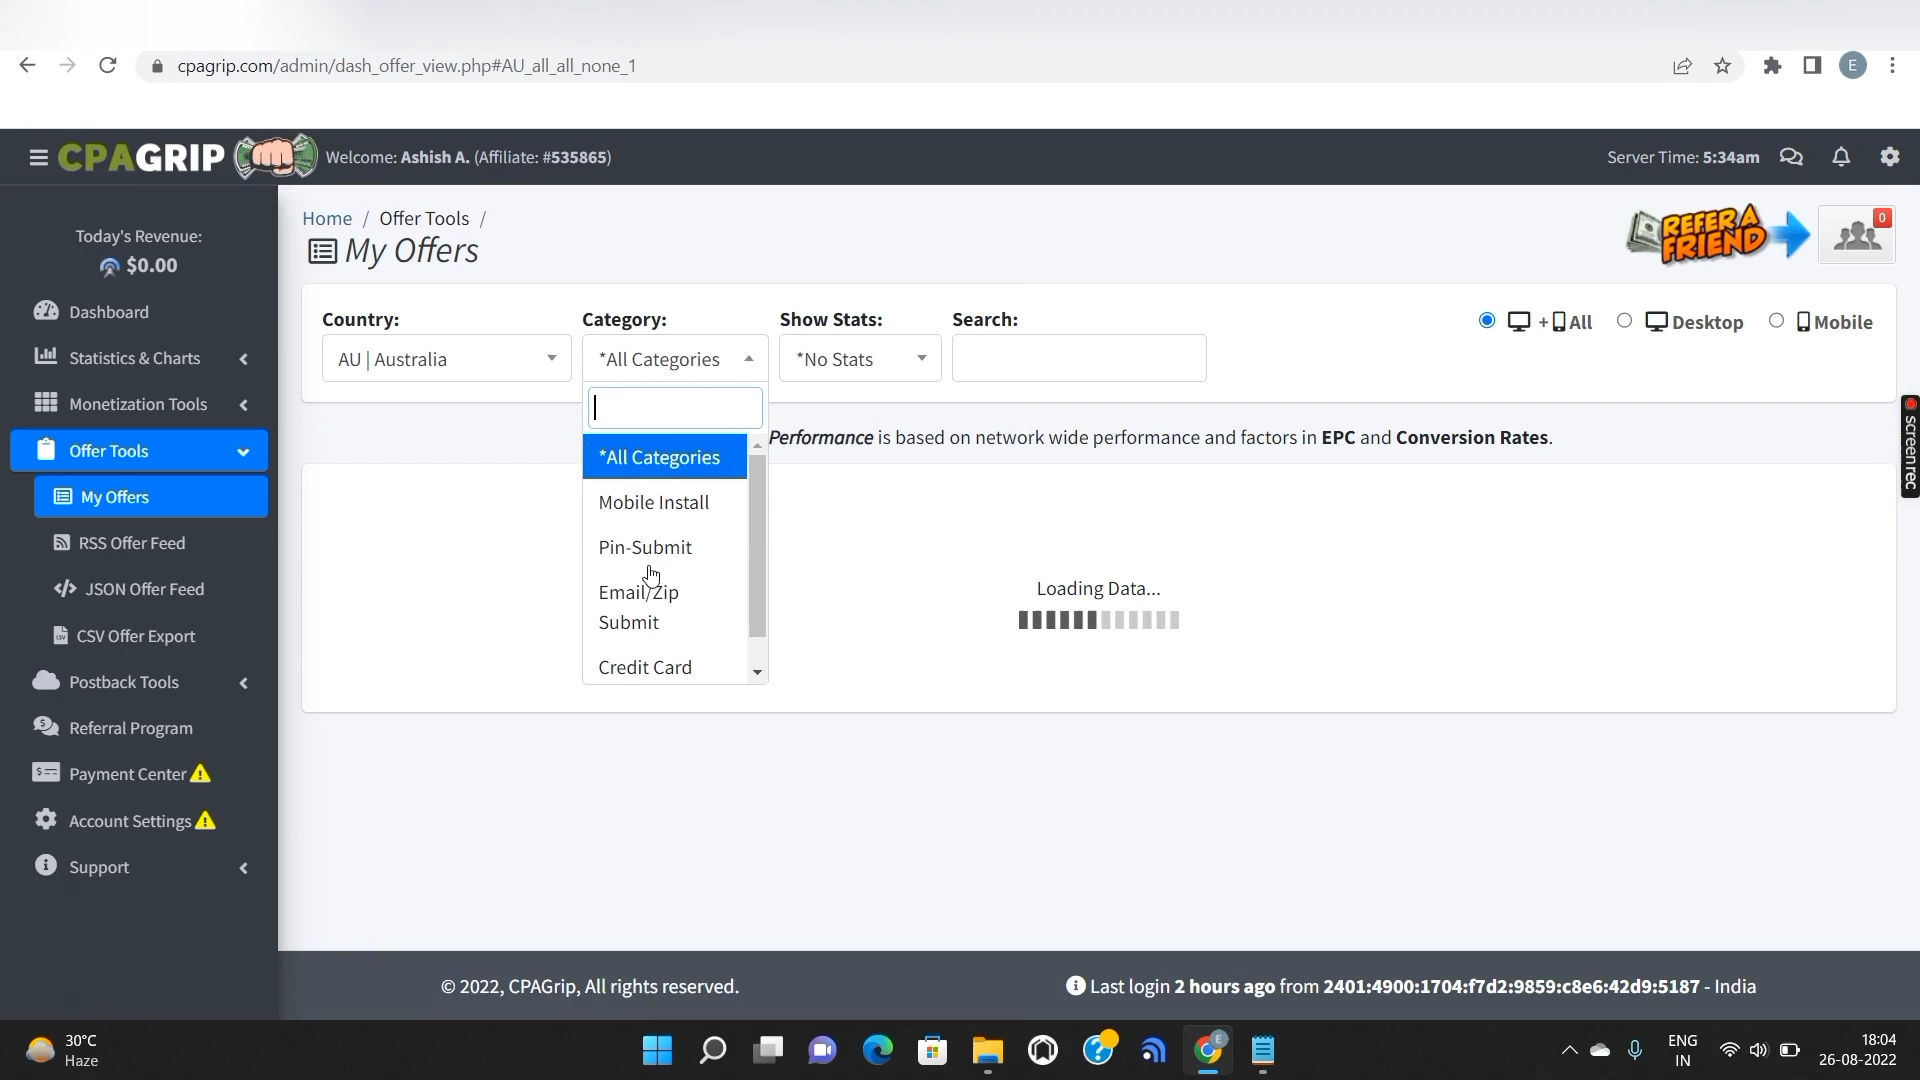 cpagrip.com/admin/dash_offer_view.php#AU_all_all_none_1
E
CPAGRIP
Welcome: Ashish A. (Affiliate: #535865)
Server Time: 5:34am
Today's Revenue:
$0.00
Dashboard
Statistics & Charts
Monetization Tools
Offer Tools
My Offers
RSS Offer Feed
JSON Offer Feed
CSV Offer Export
Postback Tools
Referral Program
Payment Center
Account Settings
Support
Home / Offer Tools /
My Offers
REFER A
FRIEND
0
Country:
AU | Australia
Category:
*All Categories
Show Stats:
*No Stats
Search:
+ All
Desktop
Mobile
*All Categories
Mobile Install
Pin-Submit
Email/Zip
Submit
Credit Card
Performance is based on network wide performance and factors in EPC and Conversion Rates.
Loading Data...
screenrec
© 2022, CPAGrip, All rights reserved.
Last login 2 hours ago from 2401:4900:1704:f7d2:9859:c8e6:42d9:5187 - India
30°C
Haze
E
ENG
IN
18:04
26-08-2022